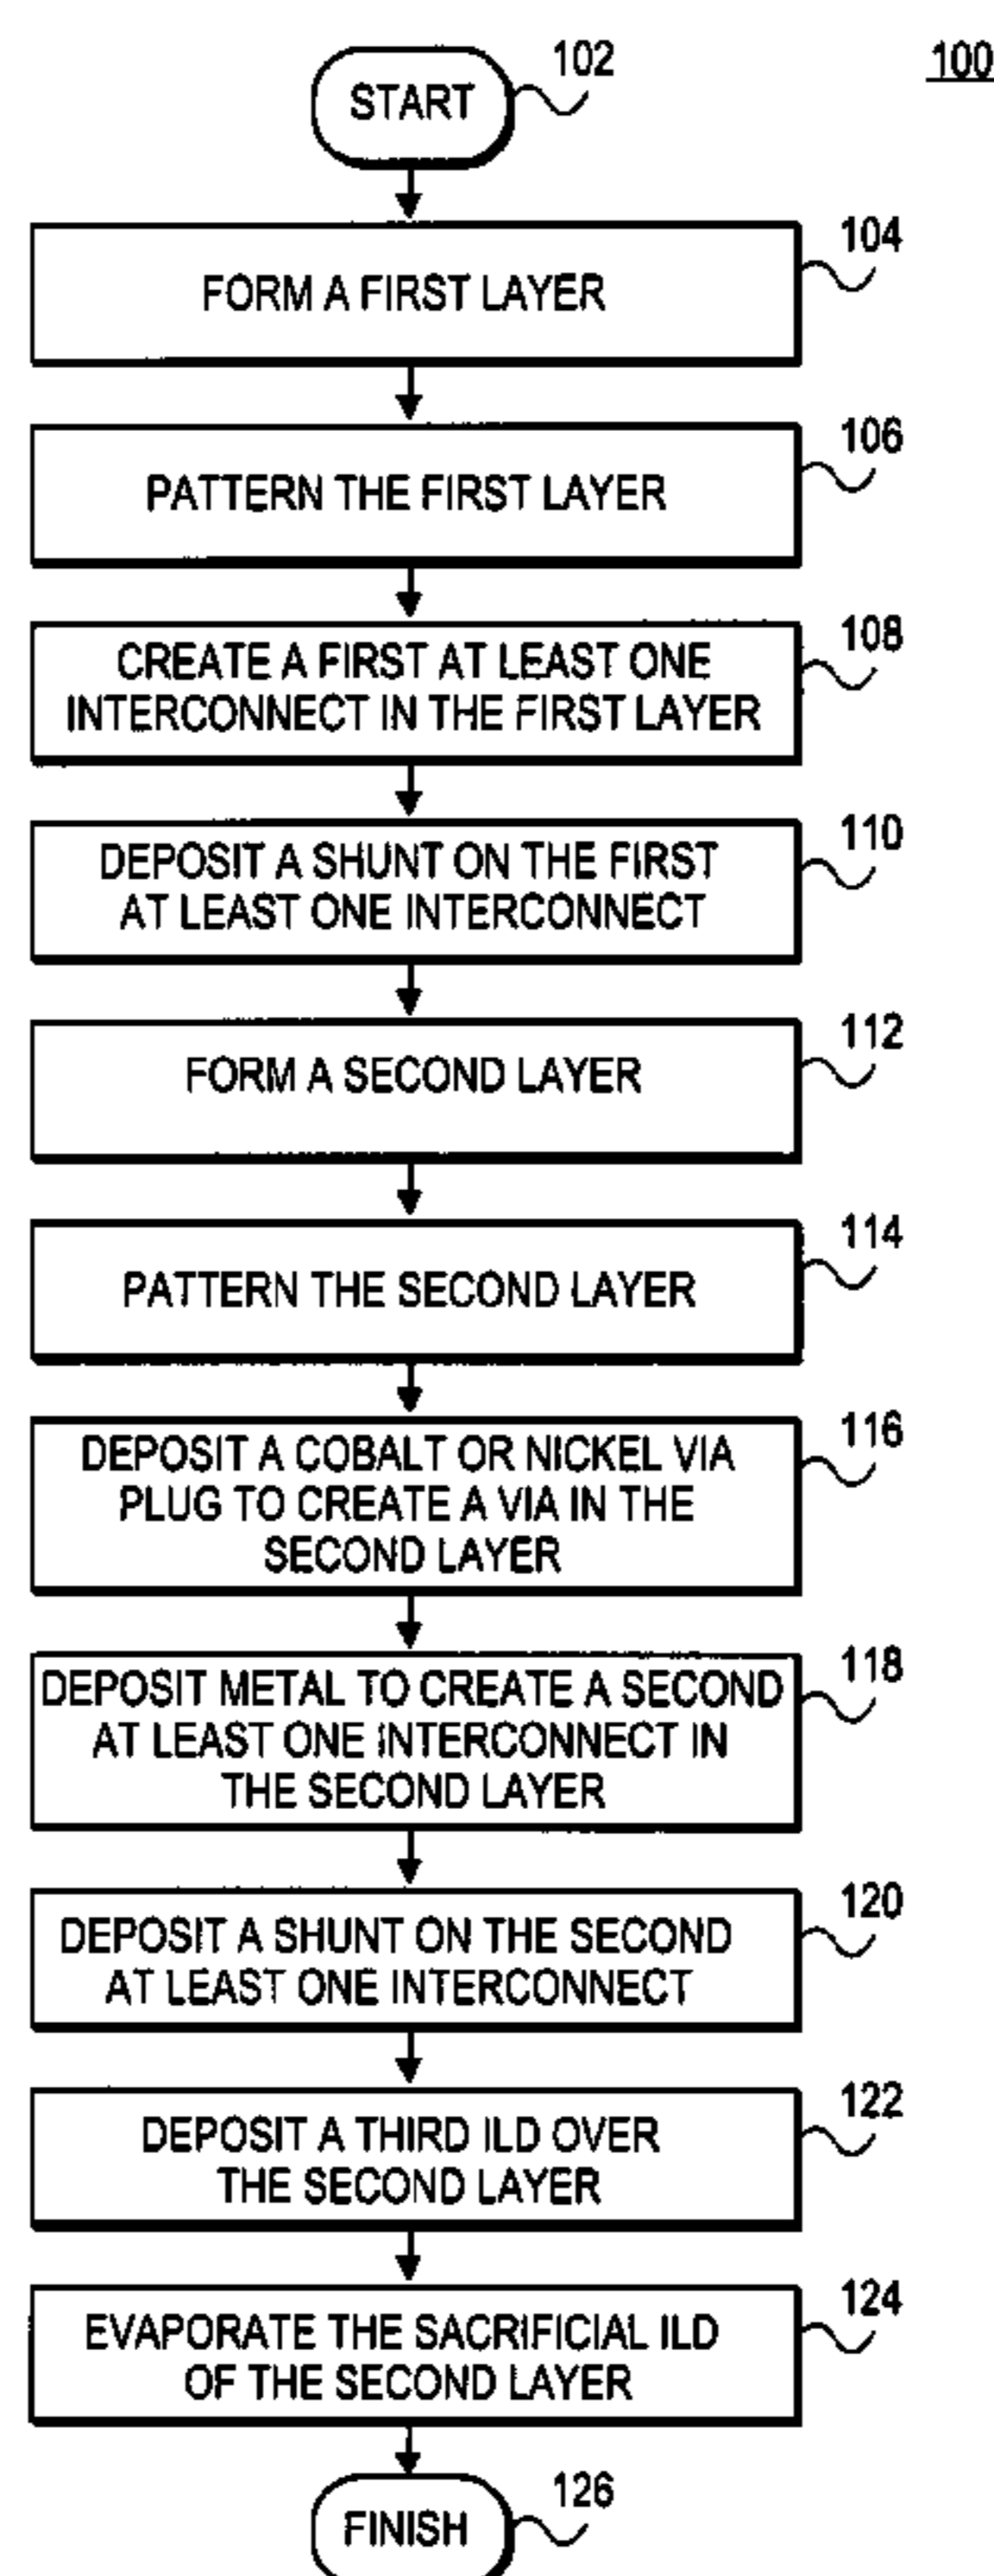 100
START
102
FORM A FIRST LAYER
104
PATTERN THE FIRST LAYER
106
CREATE A FIRST AT LEAST ONE
INTERCONNECT IN THE FIRST LAYER
108
DEPOSIT A SHUNT ON THE FIRST
AT LEAST ONE INTERCONNECT
110
FORM A SECOND LAYER
112
PATTERN THE SECOND LAYER
114
DEPOSIT A COBALT OR NICKEL VIA
PLUG TO CREATE A VIA IN THE
SECOND LAYER
116
DEPOSIT METAL TO CREATE A SECOND
AT LEAST ONE INTERCONNECT IN
THE SECOND LAYER
118
DEPOSIT A SHUNT ON THE SECOND
AT LEAST ONE INTERCONNECT
120
DEPOSIT A THIRD ILD OVER
THE SECOND LAYER
122
EVAPORATE THE SACRIFICIAL ILD
OF THE SECOND LAYER
124
FINISH
126